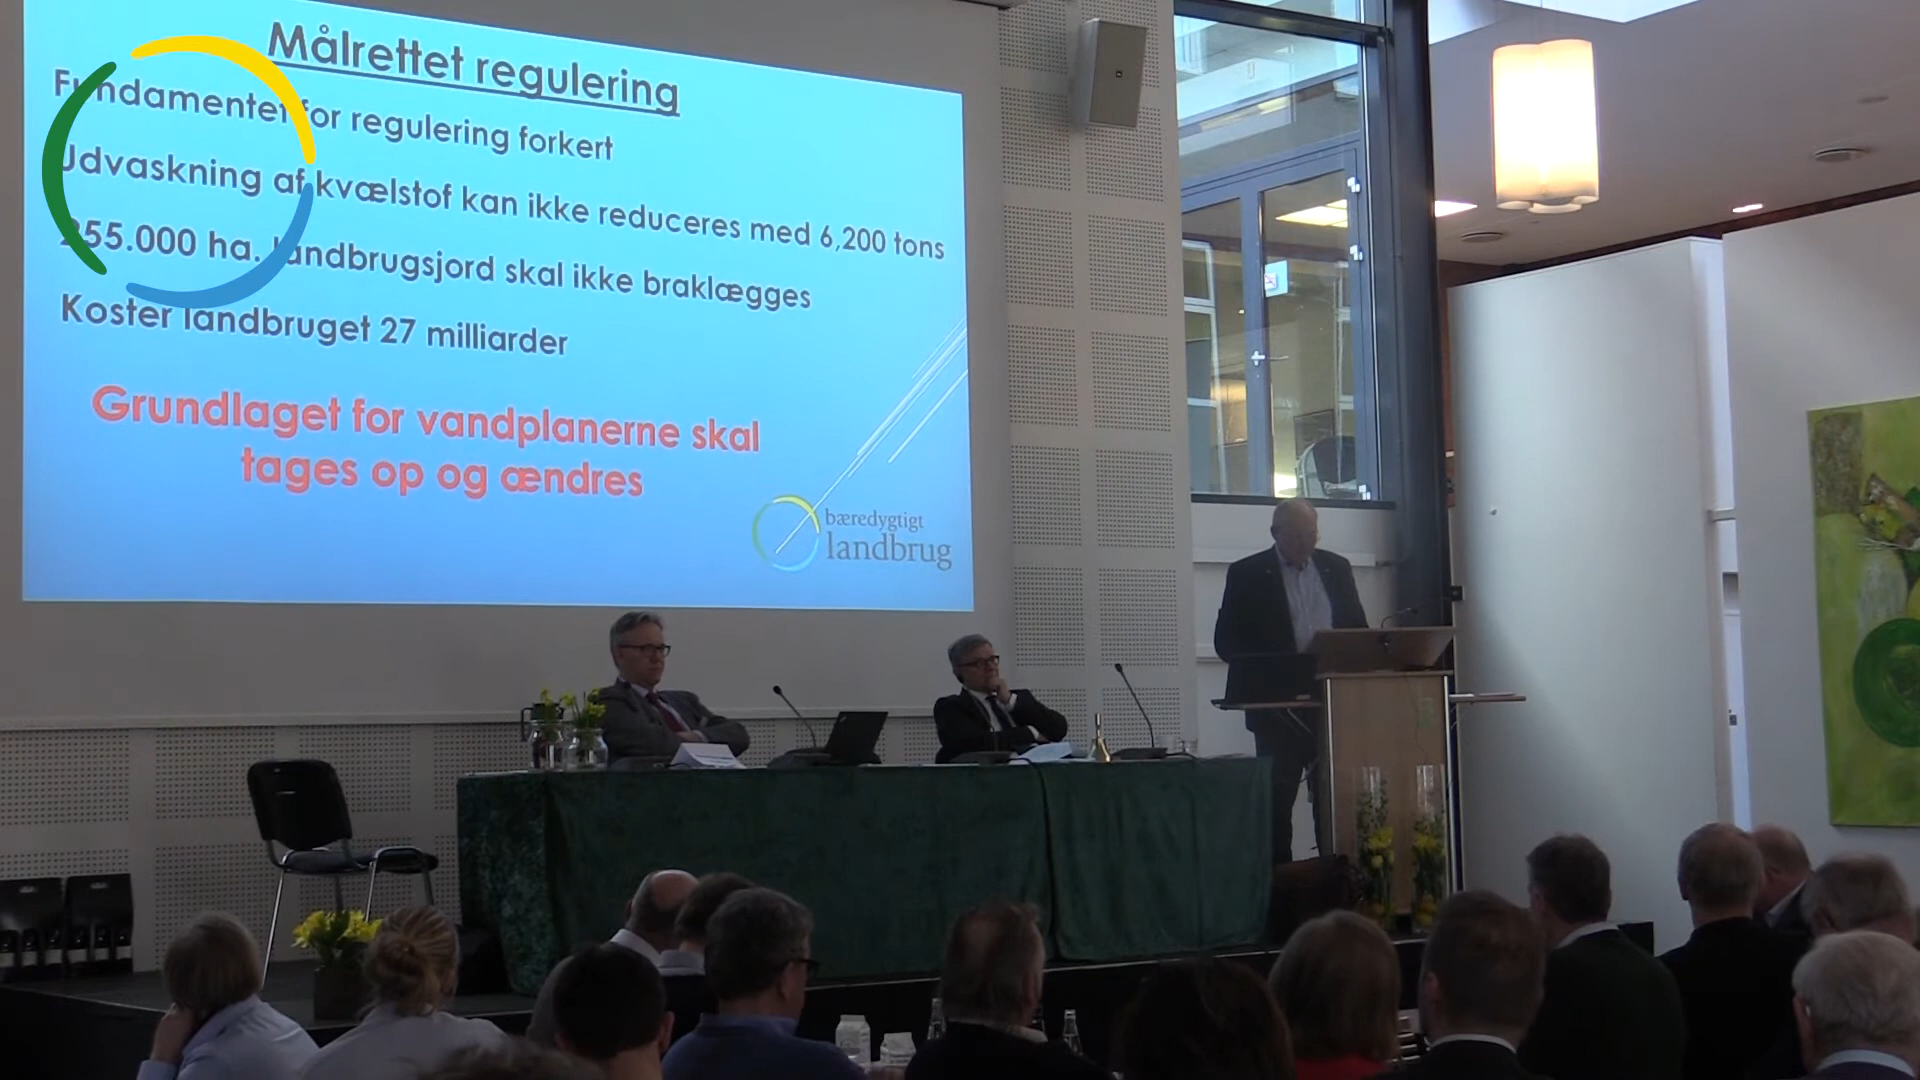 Målrettet regulering
Fundamentet for regulering forkert
Udvaskning af kvælstof kan ikke reduceres med 6,200 tons
255.000 ha. landbrugsjord skal ikke braklægges
Koster landbruget 27 milliarder
Grundlaget for vandplanerne skal
tages op og ændres
bæredygtigt
landbrug